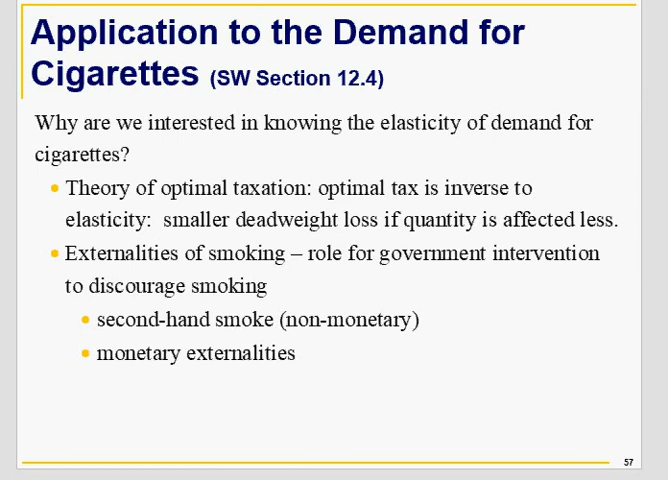 Application to the Demand for
Cigarettes (SW Section 12.4)
Why are we interested in knowing the elasticity of demand for
cigarettes?
• Theory of optimal taxation: optimal tax is inverse to
elasticity: smaller deadweight loss if quantity is affected less.
• Externalities of smoking – role for government intervention
to discourage smoking
• second-hand smoke (non-monetary)
• monetary externalities
57